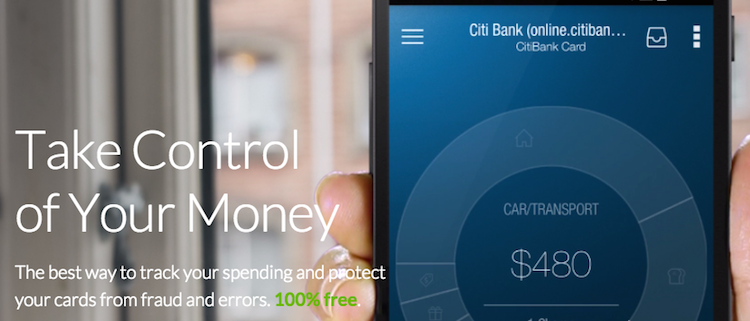 Take Control
of Your Money
The best way to track your spending and protect
your cards from fraud and errors. 100% free.
Citi Bank (online.citiban...
CitiBank Card
CAR/TRANSPORT
$480